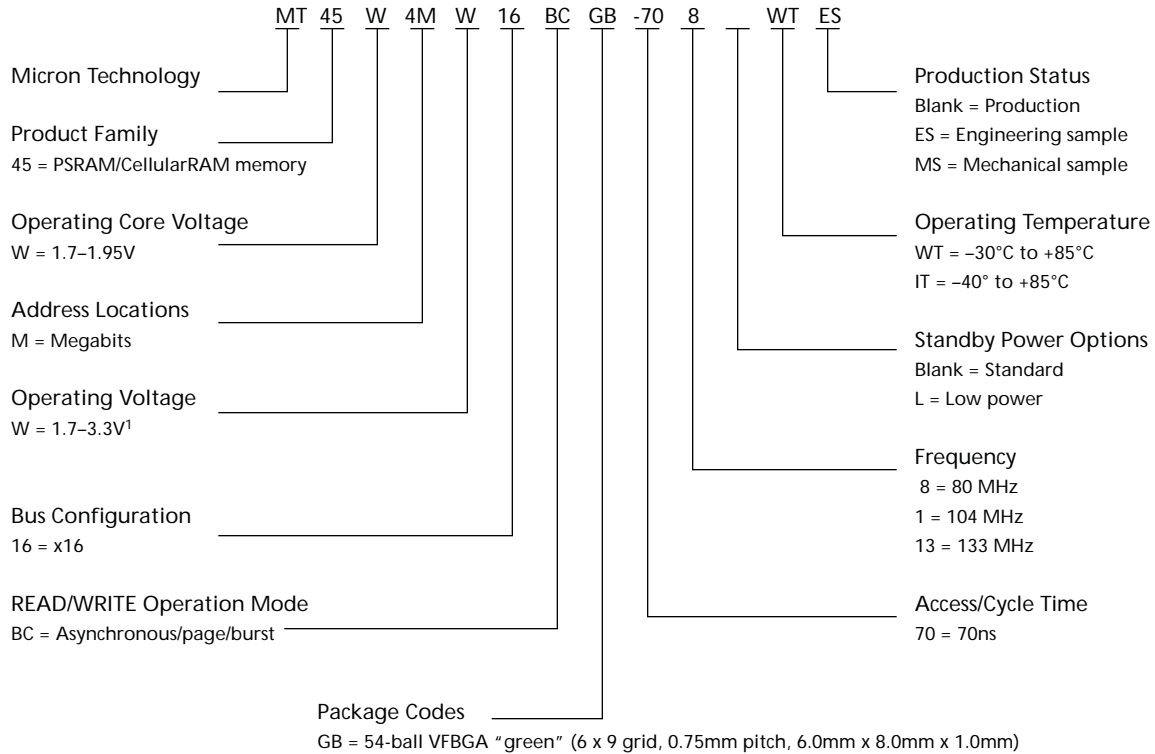 MT 45 W 4M W 16 BC GB -70 8 WT ES
Micron Technology
Product Family
45 = PSRAM/CellularRAM memory
Operating Core Voltage
W = 1.7–1.95V
Address Locations
M = Megabits
Operating Voltage
W = 1.7–3.3V¹
Bus Configuration
16 = x16
READ/WRITE Operation Mode
BC = Asynchronous/page/burst
Package Codes
GB = 54-ball VFBGA “green” (6 x 9 grid, 0.75mm pitch, 6.0mm x 8.0mm x 1.0mm)
Production Status
Blank = Production
ES = Engineering sample
MS = Mechanical sample
Operating Temperature
WT = –30°C to +85°C
IT = –40° to +85°C
Standby Power Options
Blank = Standard
L = Low power
Frequency
8 = 80 MHz
1 = 104 MHz
13 = 133 MHz
Access/Cycle Time
70 = 70ns